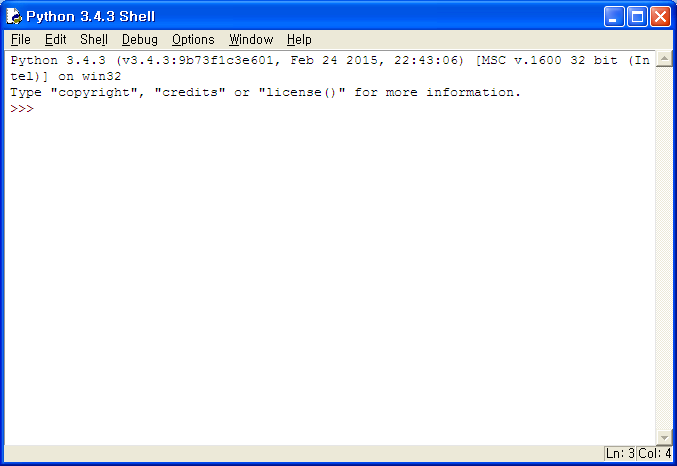 Python 3.4.3 Shell
File Edit Shell Debug Options Window Help
Python 3.4.3 (v3.4.3:9b73f1c3e601, Feb 24 2015, 22:43:06) [MSC v.1600 32 bit (In
tel)] on win32
Type "copyright", "credits" or "license()" for more information.
>>>
Ln: 3 Col: 4